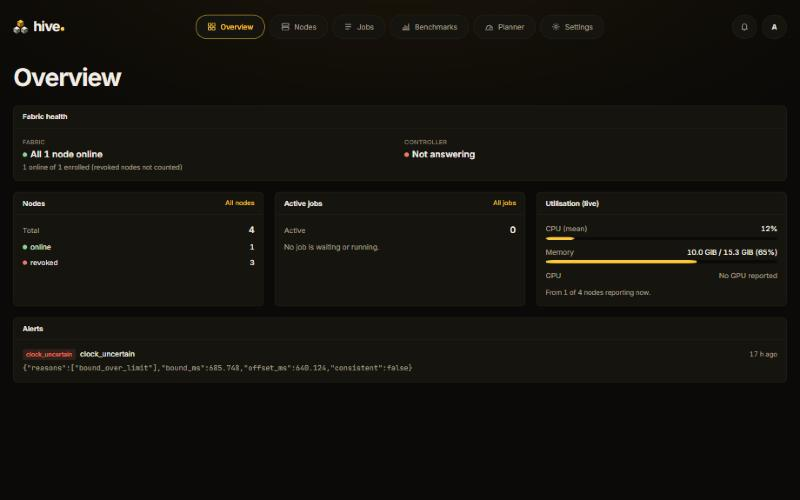 hive.
Overview
Nodes
Jobs
Benchmarks
Planner
Settings
A
Overview
Fabric health
FABRIC
All 1 node online
1 online of 1 enrolled (revoked nodes not counted)
CONTROLLER
Not answering
Nodes
All nodes
Total 4
online 1
revoked 3
Active jobs
All jobs
Active 0
No job is waiting or running.
Utilisation (live)
CPU (mean) 12%
Memory 10.0 GiB / 15.3 GiB (65%)
GPU No GPU reported
From 1 of 4 nodes reporting now.
Alerts
clock_uncertain clock_uncertain 17 h ago
{"reasons":["bound_over_limit"],"bound_ms":685.748,"offset_ms":640.124,"consistent":false}